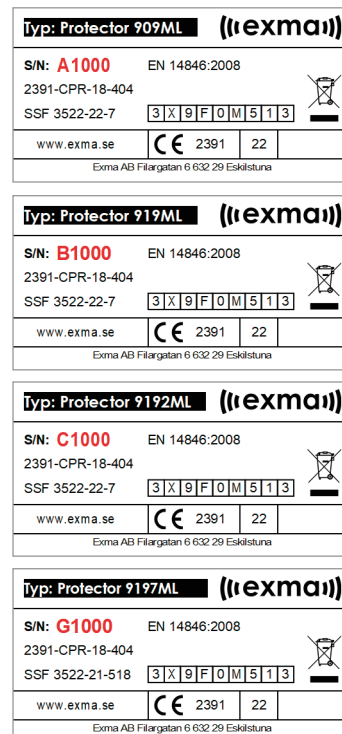 Typ: Protector 909ML exma
S/N: A1000 EN 14846:2008
2391-CPR-18-404
SSF 3522-22-7 3 X 9 F 0 M 5 1 3
www.exma.se CE 2391 22
Exma AB Filargatan 6 632 29 Eskilstuna
Typ: Protector 919ML exma
S/N: B1000 EN 14846:2008
2391-CPR-18-404
SSF 3522-22-7 3 X 9 F 0 M 5 1 3
www.exma.se CE 2391 22
Exma AB Filargatan 6 632 29 Eskilstuna
Typ: Protector 9192ML exma
S/N: C1000 EN 14846:2008
2391-CPR-18-404
SSF 3522-22-7 3 X 9 F 0 M 5 1 3
www.exma.se CE 2391 22
Exma AB Filargatan 6 632 29 Eskilstuna
Typ: Protector 9197ML exma
S/N: G1000 EN 14846:2008
2391-CPR-18-404
SSF 3522-21-518 3 X 9 F 0 M 5 1 3
www.exma.se CE 2391 22
Exma AB Filargatan 6 632 29 Eskilstuna